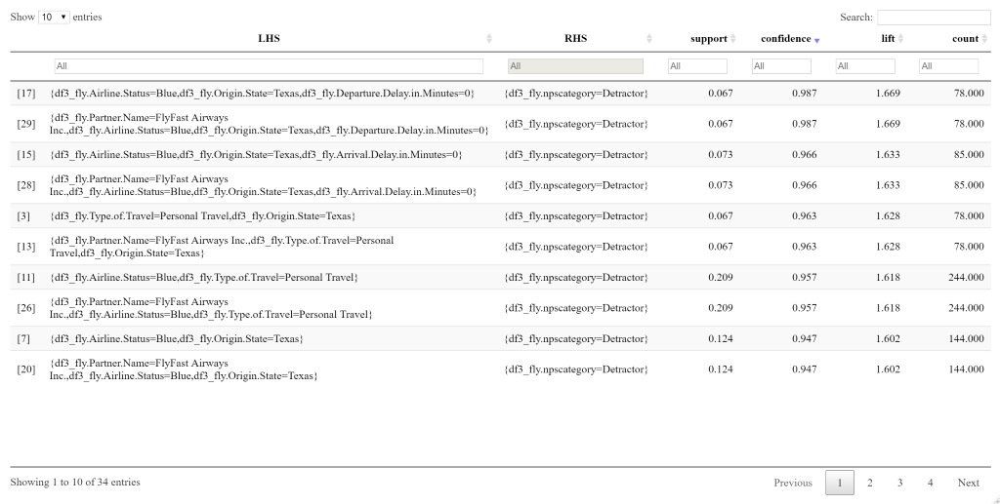 Show 10 entries Search:
LHS RHS support confidence lift count
All All All All All All
[17] {df3_fly.Airline.Status=Blue,df3_fly.Origin.State=Texas,df3_fly.Departure.Delay.in.Minutes=0} {df3_fly.npscategory=Detractor} 0.067 0.987 1.669 78.000
{df3_fly.Partner.Name=FlyFast Airways
[29] Inc.,df3_fly.Airline.Status=Blue,df3_fly.Origin.State=Texas,df3_fly.Departure.Delay.in.Minutes=0} {df3_fly.npscategory=Detractor} 0.067 0.987 1.669 78.000
[15] {df3_fly.Airline.Status=Blue,df3_fly.Origin.State=Texas,df3_fly.Arrival.Delay.in.Minutes=0} {df3_fly.npscategory=Detractor} 0.073 0.966 1.633 85.000
{df3_fly.Partner.Name=FlyFast Airways
[28] Inc.,df3_fly.Airline.Status=Blue,df3_fly.Origin.State=Texas,df3_fly.Arrival.Delay.in.Minutes=0} {df3_fly.npscategory=Detractor} 0.073 0.966 1.633 85.000
[3] {df3_fly.Type.of.Travel=Personal Travel,df3_fly.Origin.State=Texas} {df3_fly.npscategory=Detractor} 0.067 0.963 1.628 78.000
{df3_fly.Partner.Name=FlyFast Airways Inc.,df3_fly.Type.of.Travel=Personal
[13] Travel,df3_fly.Origin.State=Texas} {df3_fly.npscategory=Detractor} 0.067 0.963 1.628 78.000
[11] {df3_fly.Airline.Status=Blue,df3_fly.Type.of.Travel=Personal Travel} {df3_fly.npscategory=Detractor} 0.209 0.957 1.618 244.000
{df3_fly.Partner.Name=FlyFast Airways
[26] Inc.,df3_fly.Airline.Status=Blue,df3_fly.Type.of.Travel=Personal Travel} {df3_fly.npscategory=Detractor} 0.209 0.957 1.618 244.000
[7] {df3_fly.Airline.Status=Blue,df3_fly.Origin.State=Texas} {df3_fly.npscategory=Detractor} 0.124 0.947 1.602 144.000
{df3_fly.Partner.Name=FlyFast Airways
[20] Inc.,df3_fly.Airline.Status=Blue,df3_fly.Origin.State=Texas} {df3_fly.npscategory=Detractor} 0.124 0.947 1.602 144.000
Showing 1 to 10 of 34 entries Previous 1 2 3 4 Next